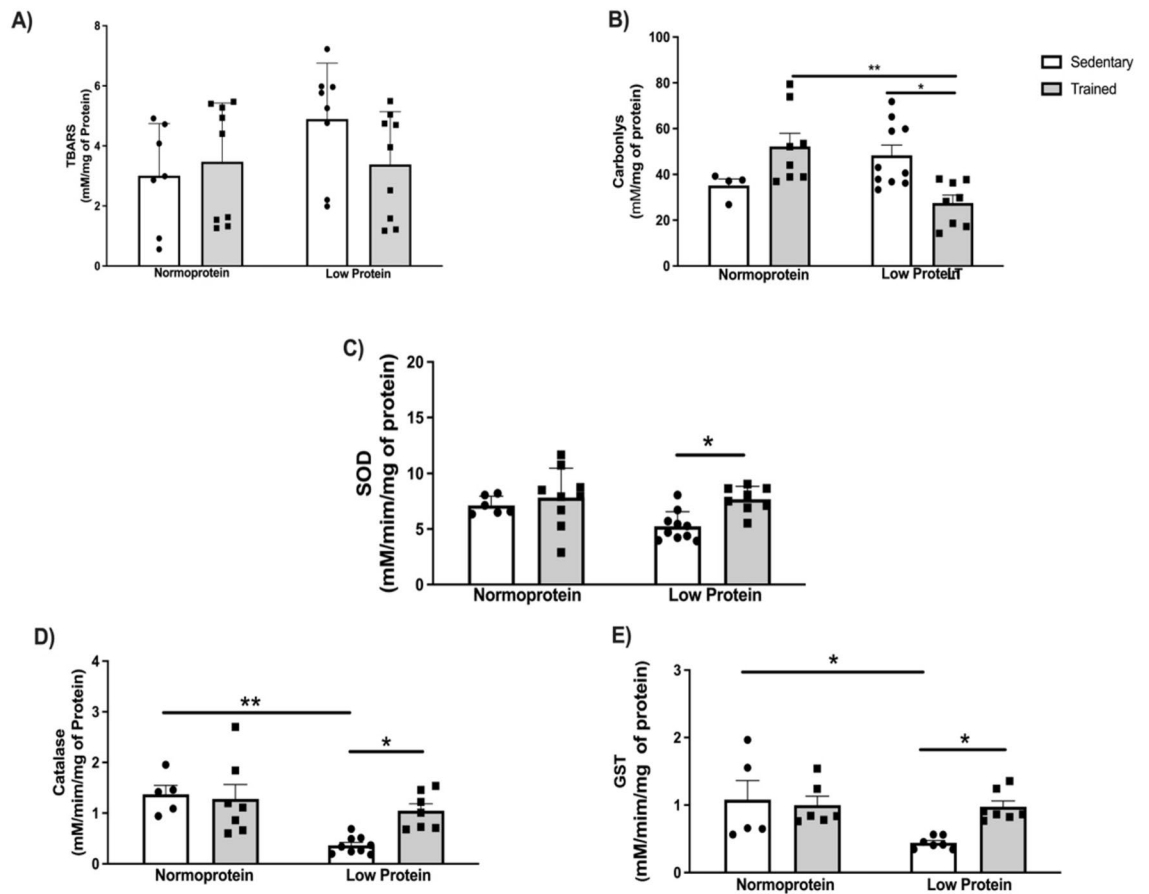 A)
TBARS
(mM/mg of Protein)
8
6
4
2
0
Normoprotein
Low Protein
B)
Carbonlys
(mM/mg of protein)
100
80
60
40
20
0
**
*
Normoprotein
Low Protein
LT
Sedentary
Trained
C)
SOD
(mM/mim/mg of protein)
20
15
10
5
0
*
Normoprotein
Low Protein
D)
Catalase
(mM/mim/mg of Protein)
4
3
2
1
0
**
*
Normoprotein
Low Protein
E)
GST
(mM/mim/mg of protein)
3
2
1
0
*
*
Normoprotein
Low Protein